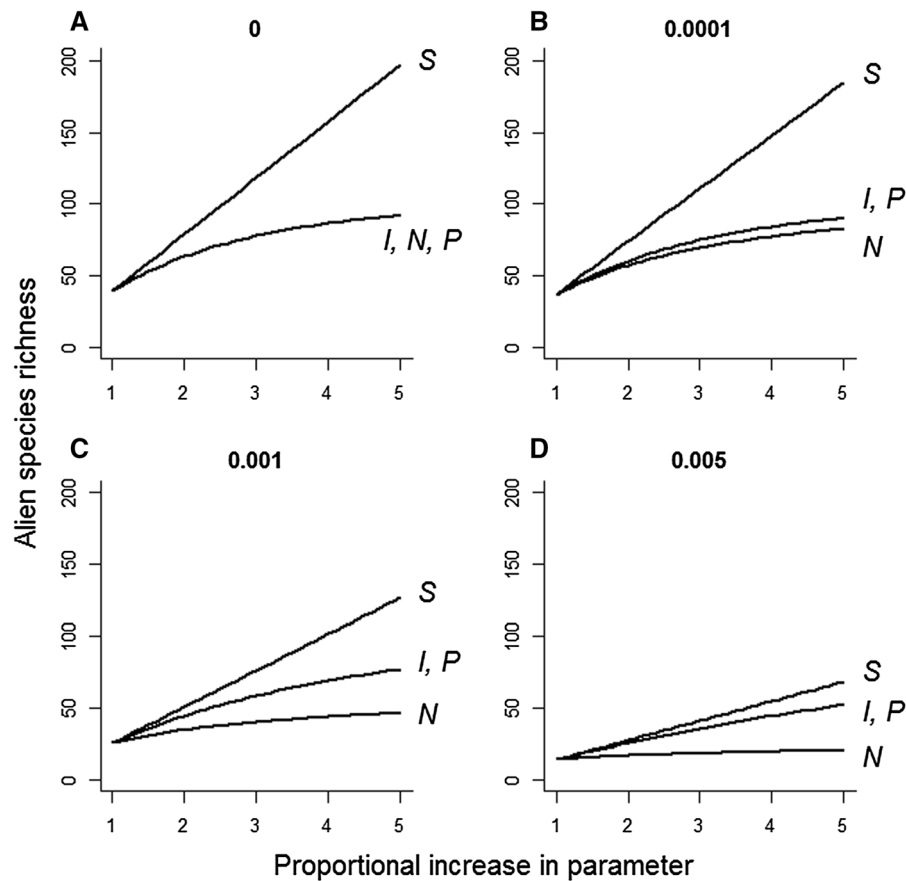 A
0
200
150
100
50
0
S
I, N, P
1 2 3 4 5
B
0.0001
200
150
100
50
0
S
I, P
N
1 2 3 4 5
C
0.001
200
150
100
50
0
S
I, P
N
1 2 3 4 5
D
0.005
200
150
100
50
0
S
I, P
N
1 2 3 4 5
Alien species richness
Proportional increase in parameter